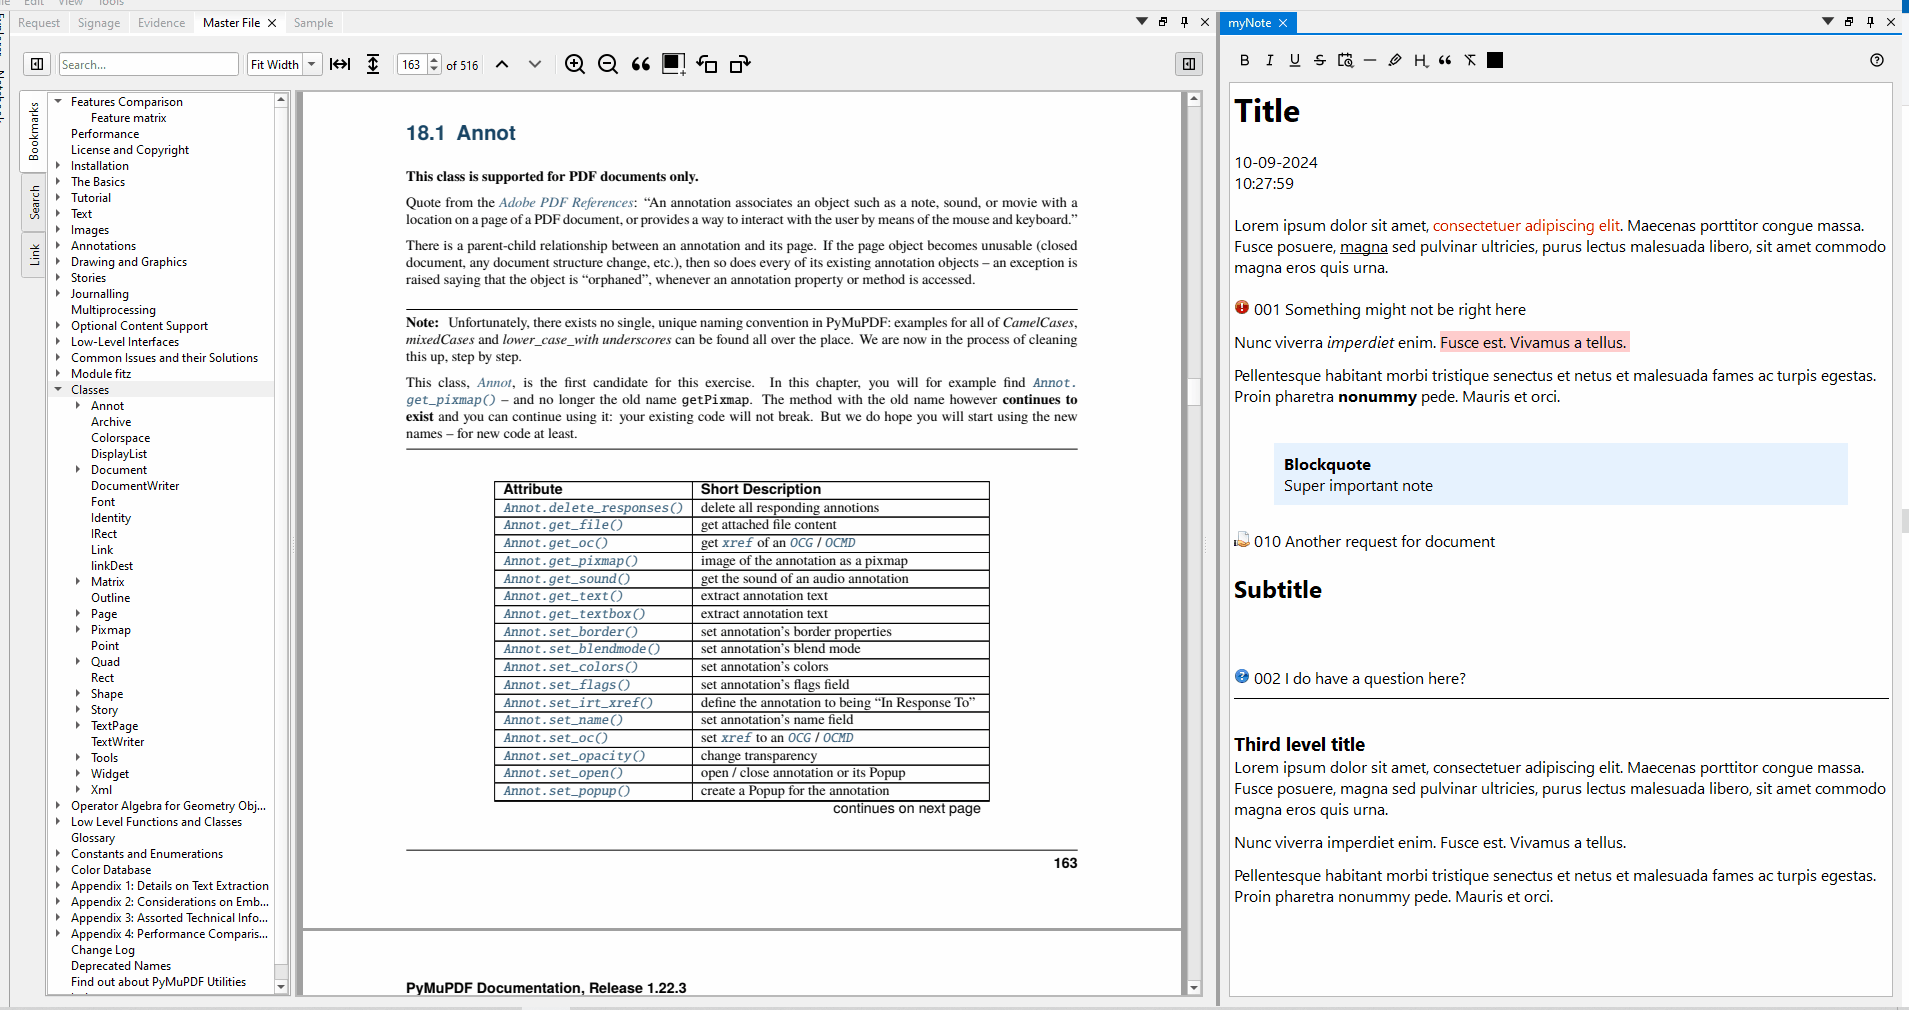 Edit View Tools
Request Signage Evidence Master File Sample
Search...
Fit Width
163 of 516
Bookmarks
Search
Link
Features Comparison
Feature matrix
Performance
License and Copyright
Installation
The Basics
Tutorial
Text
Images
Annotations
Drawing and Graphics
Stories
Journalling
Multiprocessing
Optional Content Support
Low-Level Interfaces
Common Issues and their Solutions
Module fitz
Classes
Annot
Archive
Colorspace
DisplayList
Document
DocumentWriter
Font
Identity
IRect
Link
linkDest
Matrix
Outline
Page
Pixmap
Point
Quad
Rect
Shape
Story
TextPage
TextWriter
Tools
Widget
Xml
Operator Algebra for Geometry Obj...
Low Level Functions and Classes
Glossary
Constants and Enumerations
Color Database
Appendix 1: Details on Text Extraction
Appendix 2: Considerations on Emb...
Appendix 3: Assorted Technical Info...
Appendix 4: Performance Comparis...
Change Log
Deprecated Names
Find out about PyMuPDF Utilities
18.1 Annot
This class is supported for PDF documents only.
Quote from the Adobe PDF References: “An annotation associates an object such as a note, sound, or movie with a
location on a page of a PDF document, or provides a way to interact with the user by means of the mouse and keyboard.”
There is a parent-child relationship between an annotation and its page. If the page object becomes unusable (closed
document, any document structure change, etc.), then so does every of its existing annotation objects – an exception is
raised saying that the object is “orphaned”, whenever an annotation property or method is accessed.
Note: Unfortunately, there exists no single, unique naming convention in PyMuPDF: examples for all of CamelCases,
mixedCases and lower_case_with underscores can be found all over the place. We are now in the process of cleaning
this up, step by step.
This class, Annot, is the first candidate for this exercise. In this chapter, you will for example find Annot.
get_pixmap() – and no longer the old name getPixmap. The method with the old name however continues to
exist and you can continue using it: your existing code will not break. But we do hope you will start using the new
names – for new code at least.
Attribute Short Description
Annot.delete_responses() delete all responding annotions
Annot.get_file() get attached file content
Annot.get_oc() get xref of an OCG / OCMD
Annot.get_pixmap() image of the annotation as a pixmap
Annot.get_sound() get the sound of an audio annotation
Annot.get_text() extract annotation text
Annot.get_textbox() extract annotation text
Annot.set_border() set annotation’s border properties
Annot.set_blendmode() set annotation’s blend mode
Annot.set_colors() set annotation’s colors
Annot.set_flags() set annotation’s flags field
Annot.set_irt_xref() define the annotation to being “In Response To”
Annot.set_name() set annotation’s name field
Annot.set_oc() set xref to an OCG / OCMD
Annot.set_opacity() change transparency
Annot.set_open() open / close annotation or its Popup
Annot.set_popup() create a Popup for the annotation
continues on next page
163
PyMuPDF Documentation, Release 1.22.3
myNote
B I U S H
Title
10-09-2024
10:27:59
Lorem ipsum dolor sit amet, consectetuer adipiscing elit. Maecenas porttitor congue massa.
Fusce posuere, magna sed pulvinar ultricies, purus lectus malesuada libero, sit amet commodo
magna eros quis urna.
001 Something might not be right here
Nunc viverra imperdiet enim. Fusce est. Vivamus a tellus.
Pellentesque habitant morbi tristique senectus et netus et malesuada fames ac turpis egestas.
Proin pharetra nonummy pede. Mauris et orci.
Blockquote
Super important note
010 Another request for document
Subtitle
002 I do have a question here?
Third level title
Lorem ipsum dolor sit amet, consectetuer adipiscing elit. Maecenas porttitor congue massa.
Fusce posuere, magna sed pulvinar ultricies, purus lectus malesuada libero, sit amet commodo
magna eros quis urna.
Nunc viverra imperdiet enim. Fusce est. Vivamus a tellus.
Pellentesque habitant morbi tristique senectus et netus et malesuada fames ac turpis egestas.
Proin pharetra nonummy pede. Mauris et orci.